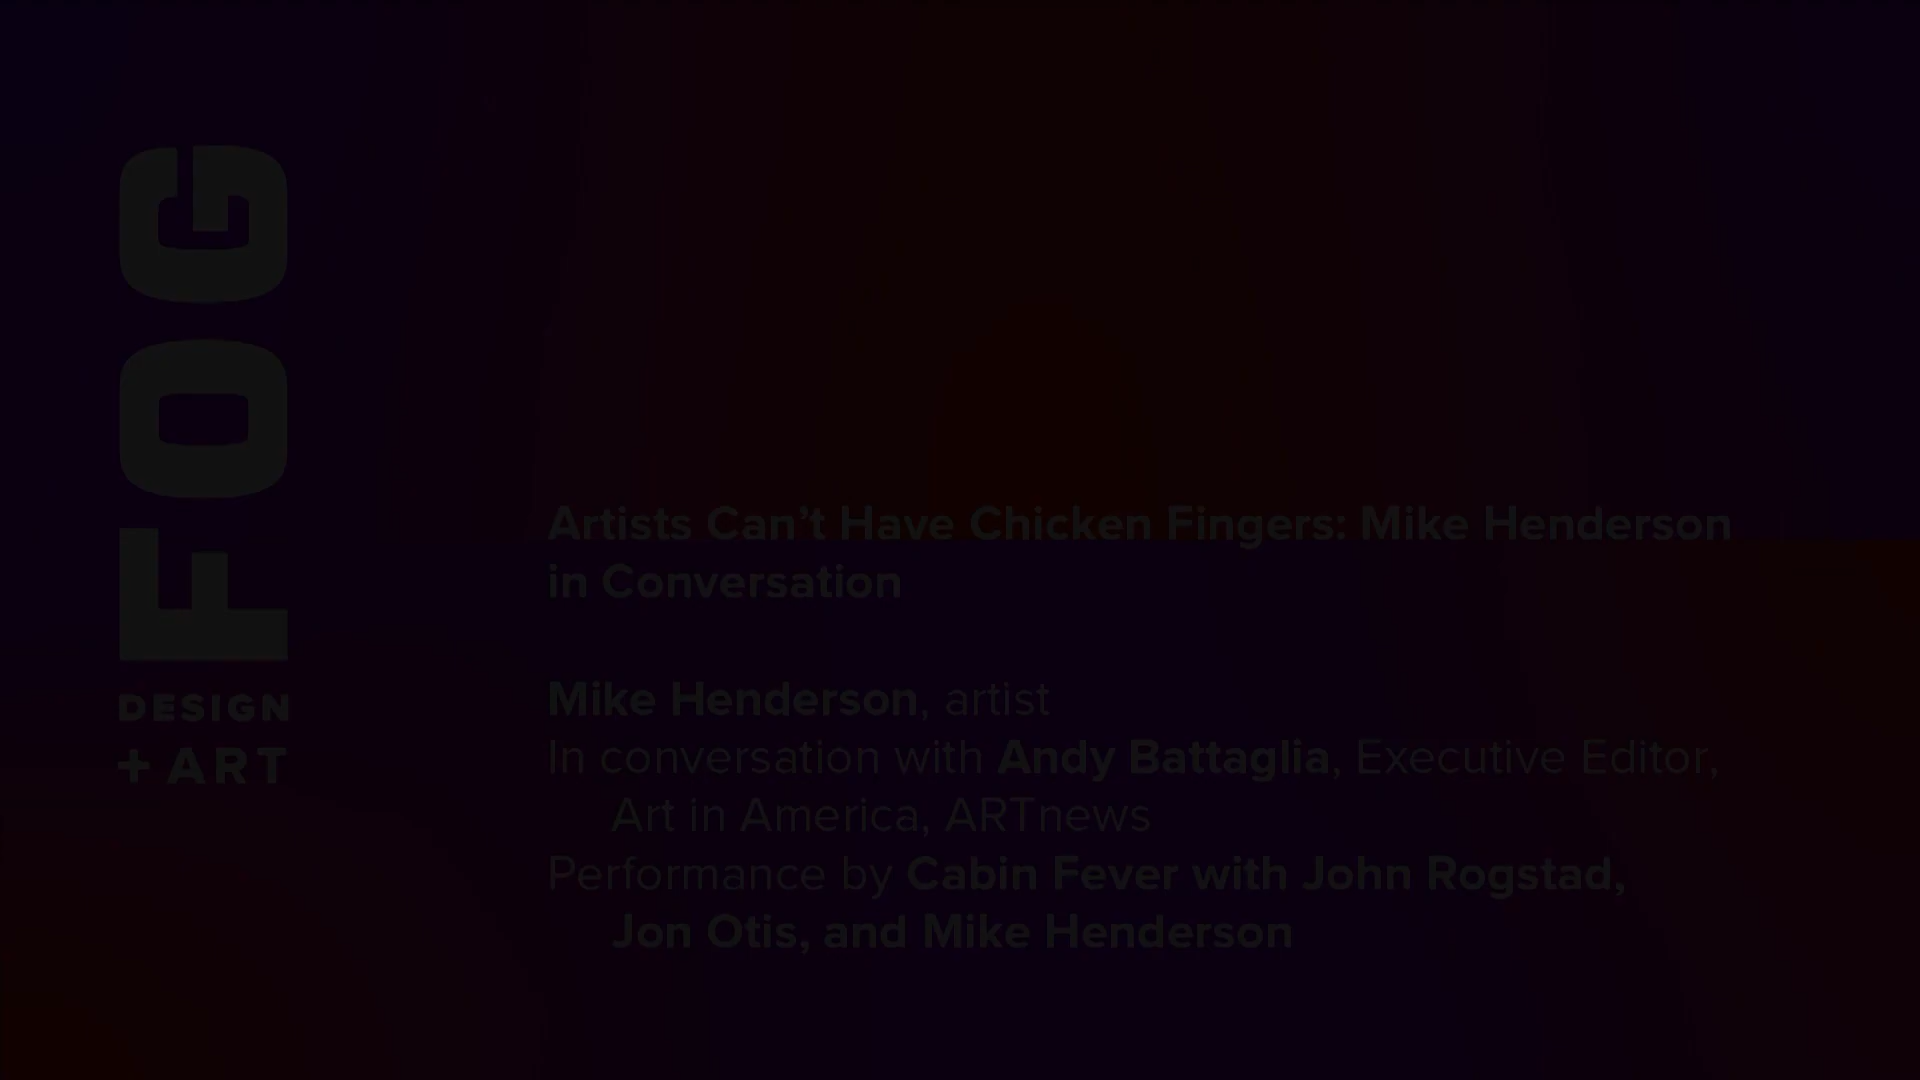 FOG
DESIGN
+ ART
Artists Can’t Have Chicken Fingers: Mike Henderson
in Conversation
Mike Henderson, artist
In conversation with Andy Battaglia, Executive Editor,
Art in America, ARTnews
Performance by Cabin Fever with John Rogstad,
Jon Otis, and Mike Henderson